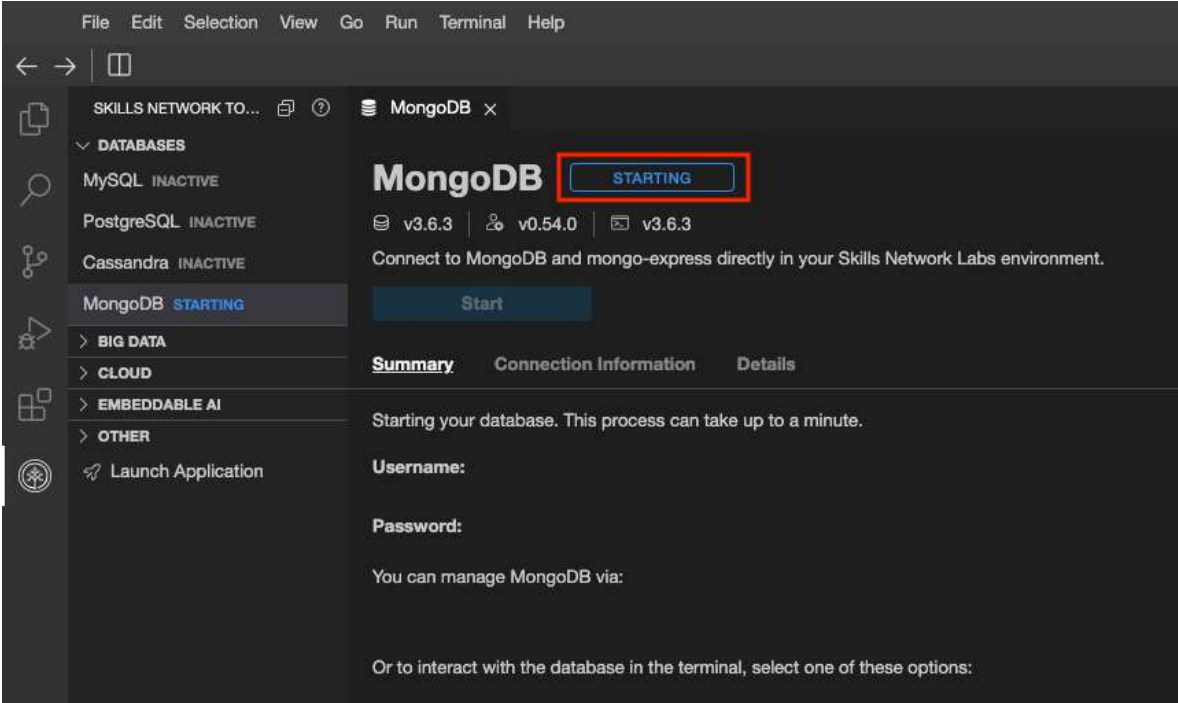 File Edit Selection View Go Run Terminal Help
SKILLS NETWORK TO...
MongoDB
DATABASES
MySQL INACTIVE
PostgreSQL INACTIVE
Cassandra INACTIVE
MongoDB STARTING
BIG DATA
CLOUD
EMBEDDABLE AI
OTHER
Launch Application
MongoDB STARTING
v3.6.3 v0.54.0 v3.6.3
Connect to MongoDB and mongo-express directly in your Skills Network Labs environment.
Start
Summary Connection Information Details
Starting your database. This process can take up to a minute.
Username:
Password:
You can manage MongoDB via:
Or to interact with the database in the terminal, select one of these options: